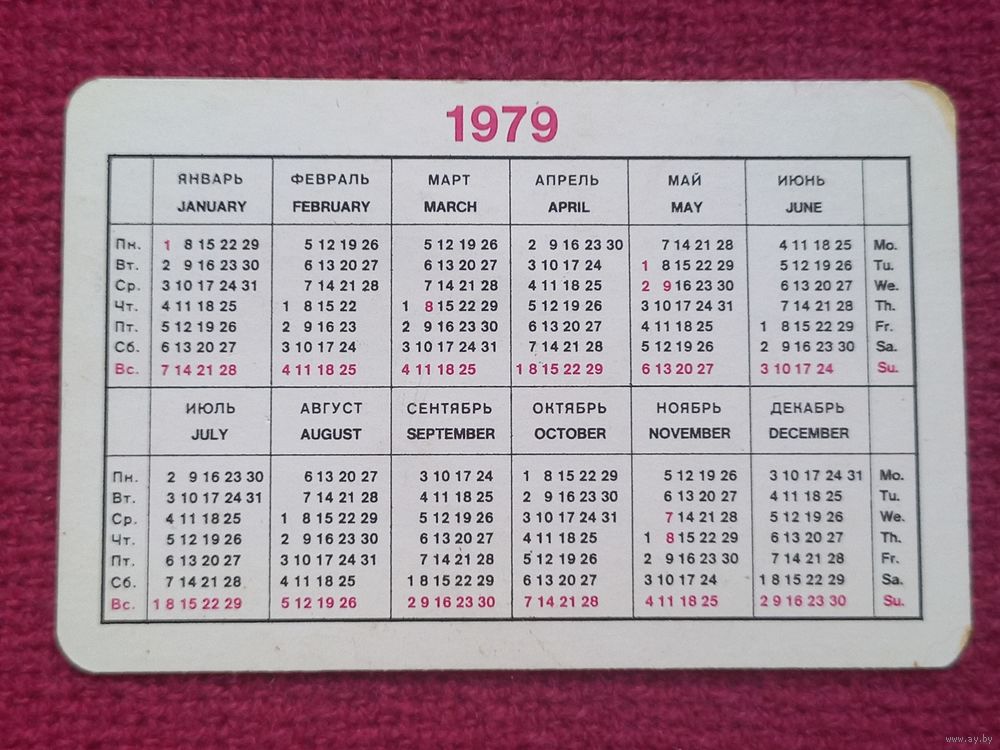 1979
ЯНВАРЬ ФЕВРАЛЬ МАРТ АПРЕЛЬ МАЙ ИЮНЬ
JANUARY FEBRUARY MARCH APRIL MAY JUNE
Пн. 1 8 15 22 29 5 12 19 26 5 12 19 26 2 9 16 23 30 7 14 21 28 4 11 18 25 Mo.
Вт. 2 9 16 23 30 6 13 20 27 6 13 20 27 3 10 17 24 1 8 15 22 29 5 12 19 26 Tu.
Ср. 3 10 17 24 31 7 14 21 28 7 14 21 28 4 11 18 25 2 9 16 23 30 6 13 20 27 We.
Чт. 4 11 18 25 1 8 15 22 1 8 15 22 29 5 12 19 26 3 10 17 24 31 7 14 21 28 Th.
Пт. 5 12 19 26 2 9 16 23 2 9 16 23 30 6 13 20 27 4 11 18 25 1 8 15 22 29 Fr.
Сб. 6 13 20 27 3 10 17 24 3 10 17 24 31 7 14 21 28 5 12 19 26 2 9 16 23 30 Sa.
Вс. 7 14 21 28 4 11 18 25 4 11 18 25 1 8 15 22 29 6 13 20 27 3 10 17 24 Su.
ИЮЛЬ АВГУСТ СЕНТЯБРЬ ОКТЯБРЬ НОЯБРЬ ДЕКАБРЬ
JULY AUGUST SEPTEMBER OCTOBER NOVEMBER DECEMBER
Пн. 2 9 16 23 30 6 13 20 27 3 10 17 24 1 8 15 22 29 5 12 19 26 3 10 17 24 31 Mo.
Вт. 3 10 17 24 31 7 14 21 28 4 11 18 25 2 9 16 23 30 6 13 20 27 4 11 18 25 Tu.
Ср. 4 11 18 25 1 8 15 22 29 5 12 19 26 3 10 17 24 31 7 14 21 28 5 12 19 26 We.
Чт. 5 12 19 26 2 9 16 23 30 6 13 20 27 4 11 18 25 1 8 15 22 29 6 13 20 27 Th.
Пт. 6 13 20 27 3 10 17 24 31 7 14 21 28 5 12 19 26 2 9 16 23 30 7 14 21 28 Fr.
Сб. 7 14 21 28 4 11 18 25 1 8 15 22 29 6 13 20 27 3 10 17 24 1 8 15 22 29 Sa.
Вс. 1 8 15 22 29 5 12 19 26 2 9 16 23 30 7 14 21 28 4 11 18 25 2 9 16 23 30 Su.
www.ay.by